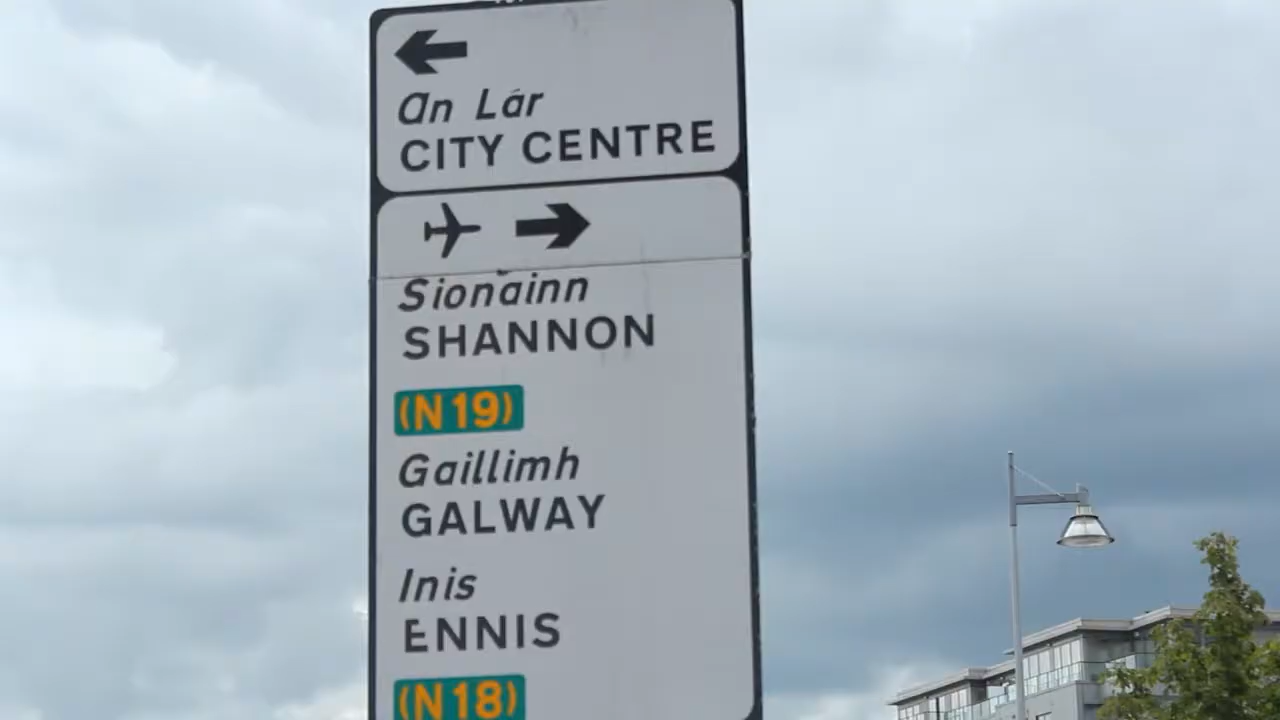 An Lár
CITY CENTRE
Sionainn
SHANNON
(N19)
Gaillimh
GALWAY
Inis
ENNIS
(N18)